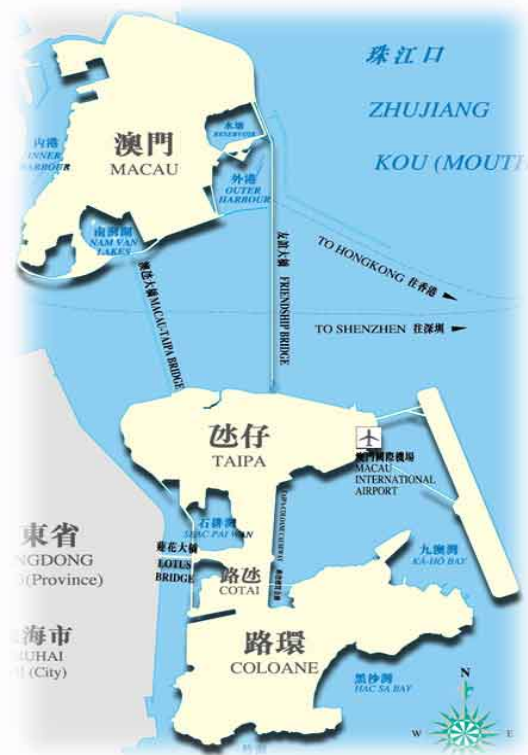 珠江口
ZHUJIANG
KOU (MOUTH
內港
INNER
HARBOUR
澳門
MACAU
水塘
RESERVOIR
外港
OUTER
HARBOUR
南灣湖
NAM VAN
LAKES
澳氹大橋 MACAU-TAIPA BRIDGE
友誼大橋 FRIENDSHIP BRIDGE
TO HONGKONG 往香港
TO SHENZHEN 往深圳
氹仔
TAIPA
澳門國際機場
MACAU
INTERNATIONAL
AIRPORT
東省
NGDONG
(Province)
海市
UHAI
(City)
石排灣
SHAC PAI WAN
蓮花大橋
LOTUS
BRIDGE
路氹
COTAI
九澳灣
KA-HÓ BAY
路環
COLOANE
黑沙灣
HAC SA BAY
N
W
E